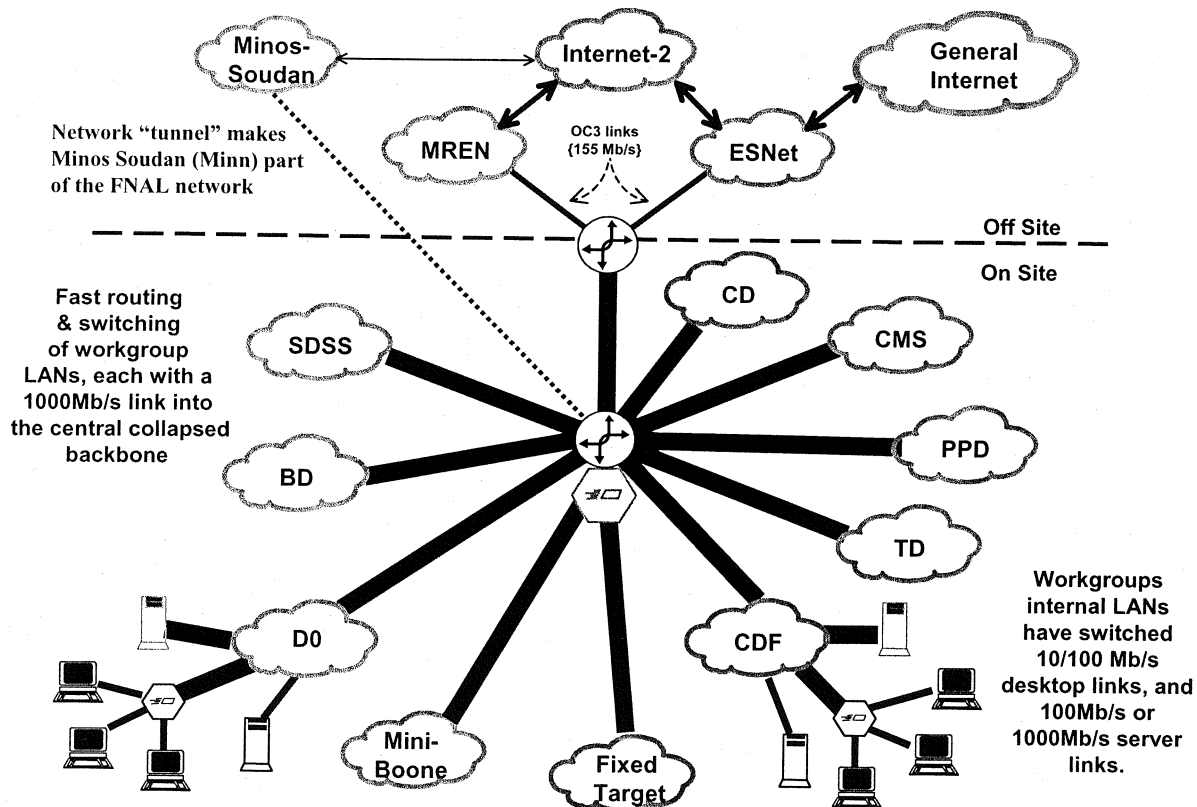 Minos-
Soudan
Internet-2
General
Internet
MREN
OC3 links
{155 Mb/s}
ESNet
Network “tunnel” makes
Minos Soudan (Minn) part
of the FNAL network
Off Site
On Site
Fast routing
& switching
of workgroup
LANs, each with a
1000Mb/s link into
the central collapsed
backbone
CD
SDSS
CMS
PPD
BD
TD
D0
CDF
Workgroups
internal LANs
have switched
10/100 Mb/s
desktop links, and
100Mb/s or
1000Mb/s server
links.
Mini-
Boone
Fixed
Target